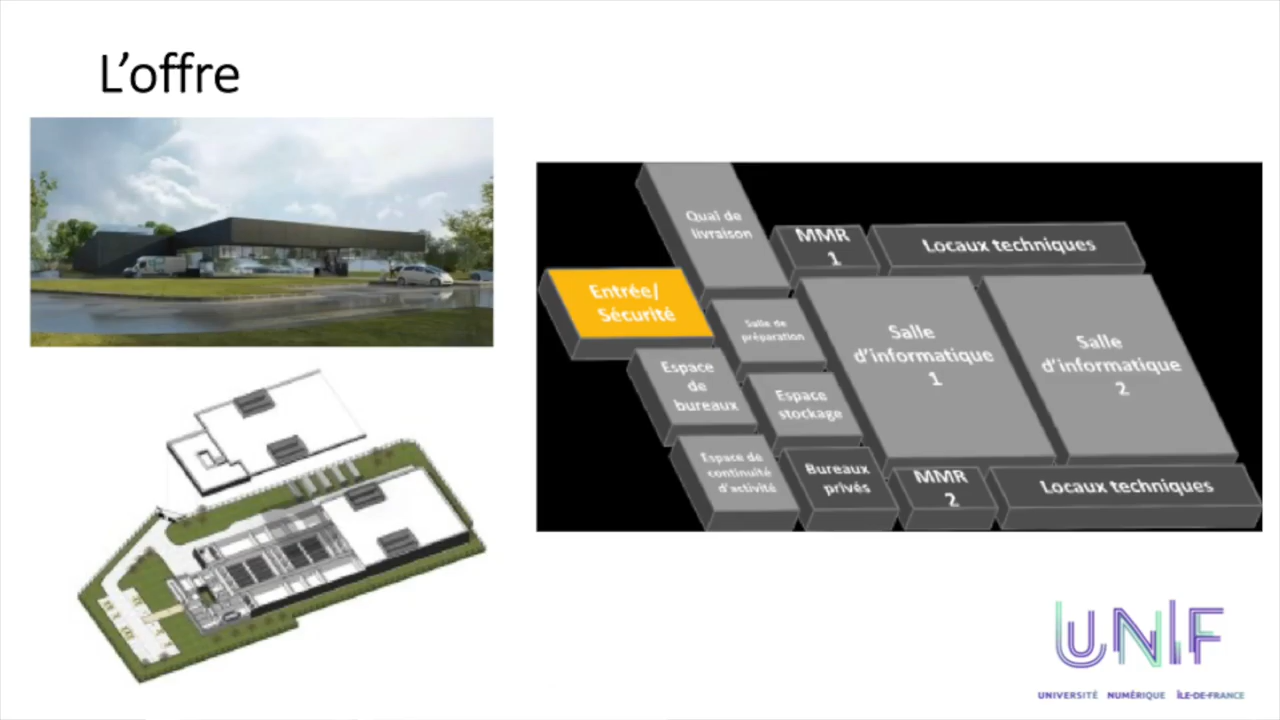 L'offre
Quai de
livraison
MMR
1
Locaux techniques
Entrée/
Sécurité
Salle de
préparation
Salle
d'informatique
1
Salle
d'informatique
2
Espace
de
bureaux
Espace
stockage
Espace de
continuité
d'activité
Bureaux
privés
MMR
2
Locaux techniques
UNIF
UNIVERSITÉ NUMÉRIQUE ÎLE-DE-FRANCE